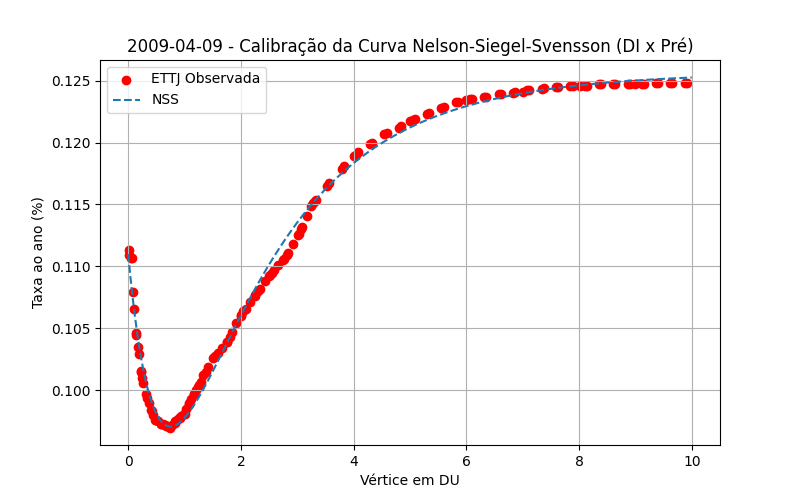 2009-04-09 - Calibração da Curva Nelson-Siegel-Svensson (DI x Pré)
ETTJ Observada
NSS
Taxa ao ano (%)
0.125
0.120
0.115
0.110
0.105
0.100
0 2 4 6 8 10
Vértice em DU